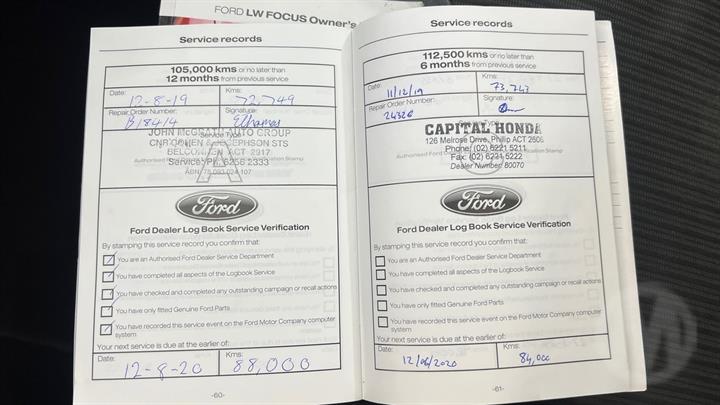 FORD LW FOCUS Owner's
Service records
105,000 kms or no later than
12 months from previous service
Date: 12-8-19 Kms: 72,749
Repair Order Number: B18414 Signature:
Service Type
JOHN McGRATH AUTO GROUP
CNR JOSEPHSON STS
BELCONNEN ACT 2617
Service Ph 6256 2333
ABN
A
Ford
Ford Dealer Log Book Service Verification
By stamping this service record you confirm that:
You are an Authorised Ford Dealer Service Department
You have completed all aspects of the Logbook Service
You have checked and completed any outstanding campaign or recall actions
You have only fitted Genuine Ford Parts
You have recorded this service event on the Ford Motor Company computer
system
Your next service is due at the earlier of:
Date: 12-8-20 Kms: 88,000
-60-
Service records
112,500 kms or no later than
6 months from previous service
Date: 11/12/19 Kms: 73,743
Repair Order Number: 24326 Signature:
Service Type
CAPITAL HONDA
126 Melrose Drive, Phillip ACT 2606
Phone: (02) 6221 5211
Fax: (02) 6221 5222
Dealer Number: 80070
Ford
Ford Dealer Log Book Service Verification
By stamping this service record you confirm that:
You are an Authorised Ford Dealer Service Department
You have completed all aspects of the Logbook Service
You have checked and completed any outstanding campaign or recall actions
You have only fitted Genuine Ford Parts
You have recorded this service event on the Ford Motor Company computer
system
Your next service is due at the earlier of:
Date: 12/06/2020 Kms: 84,000
-61-